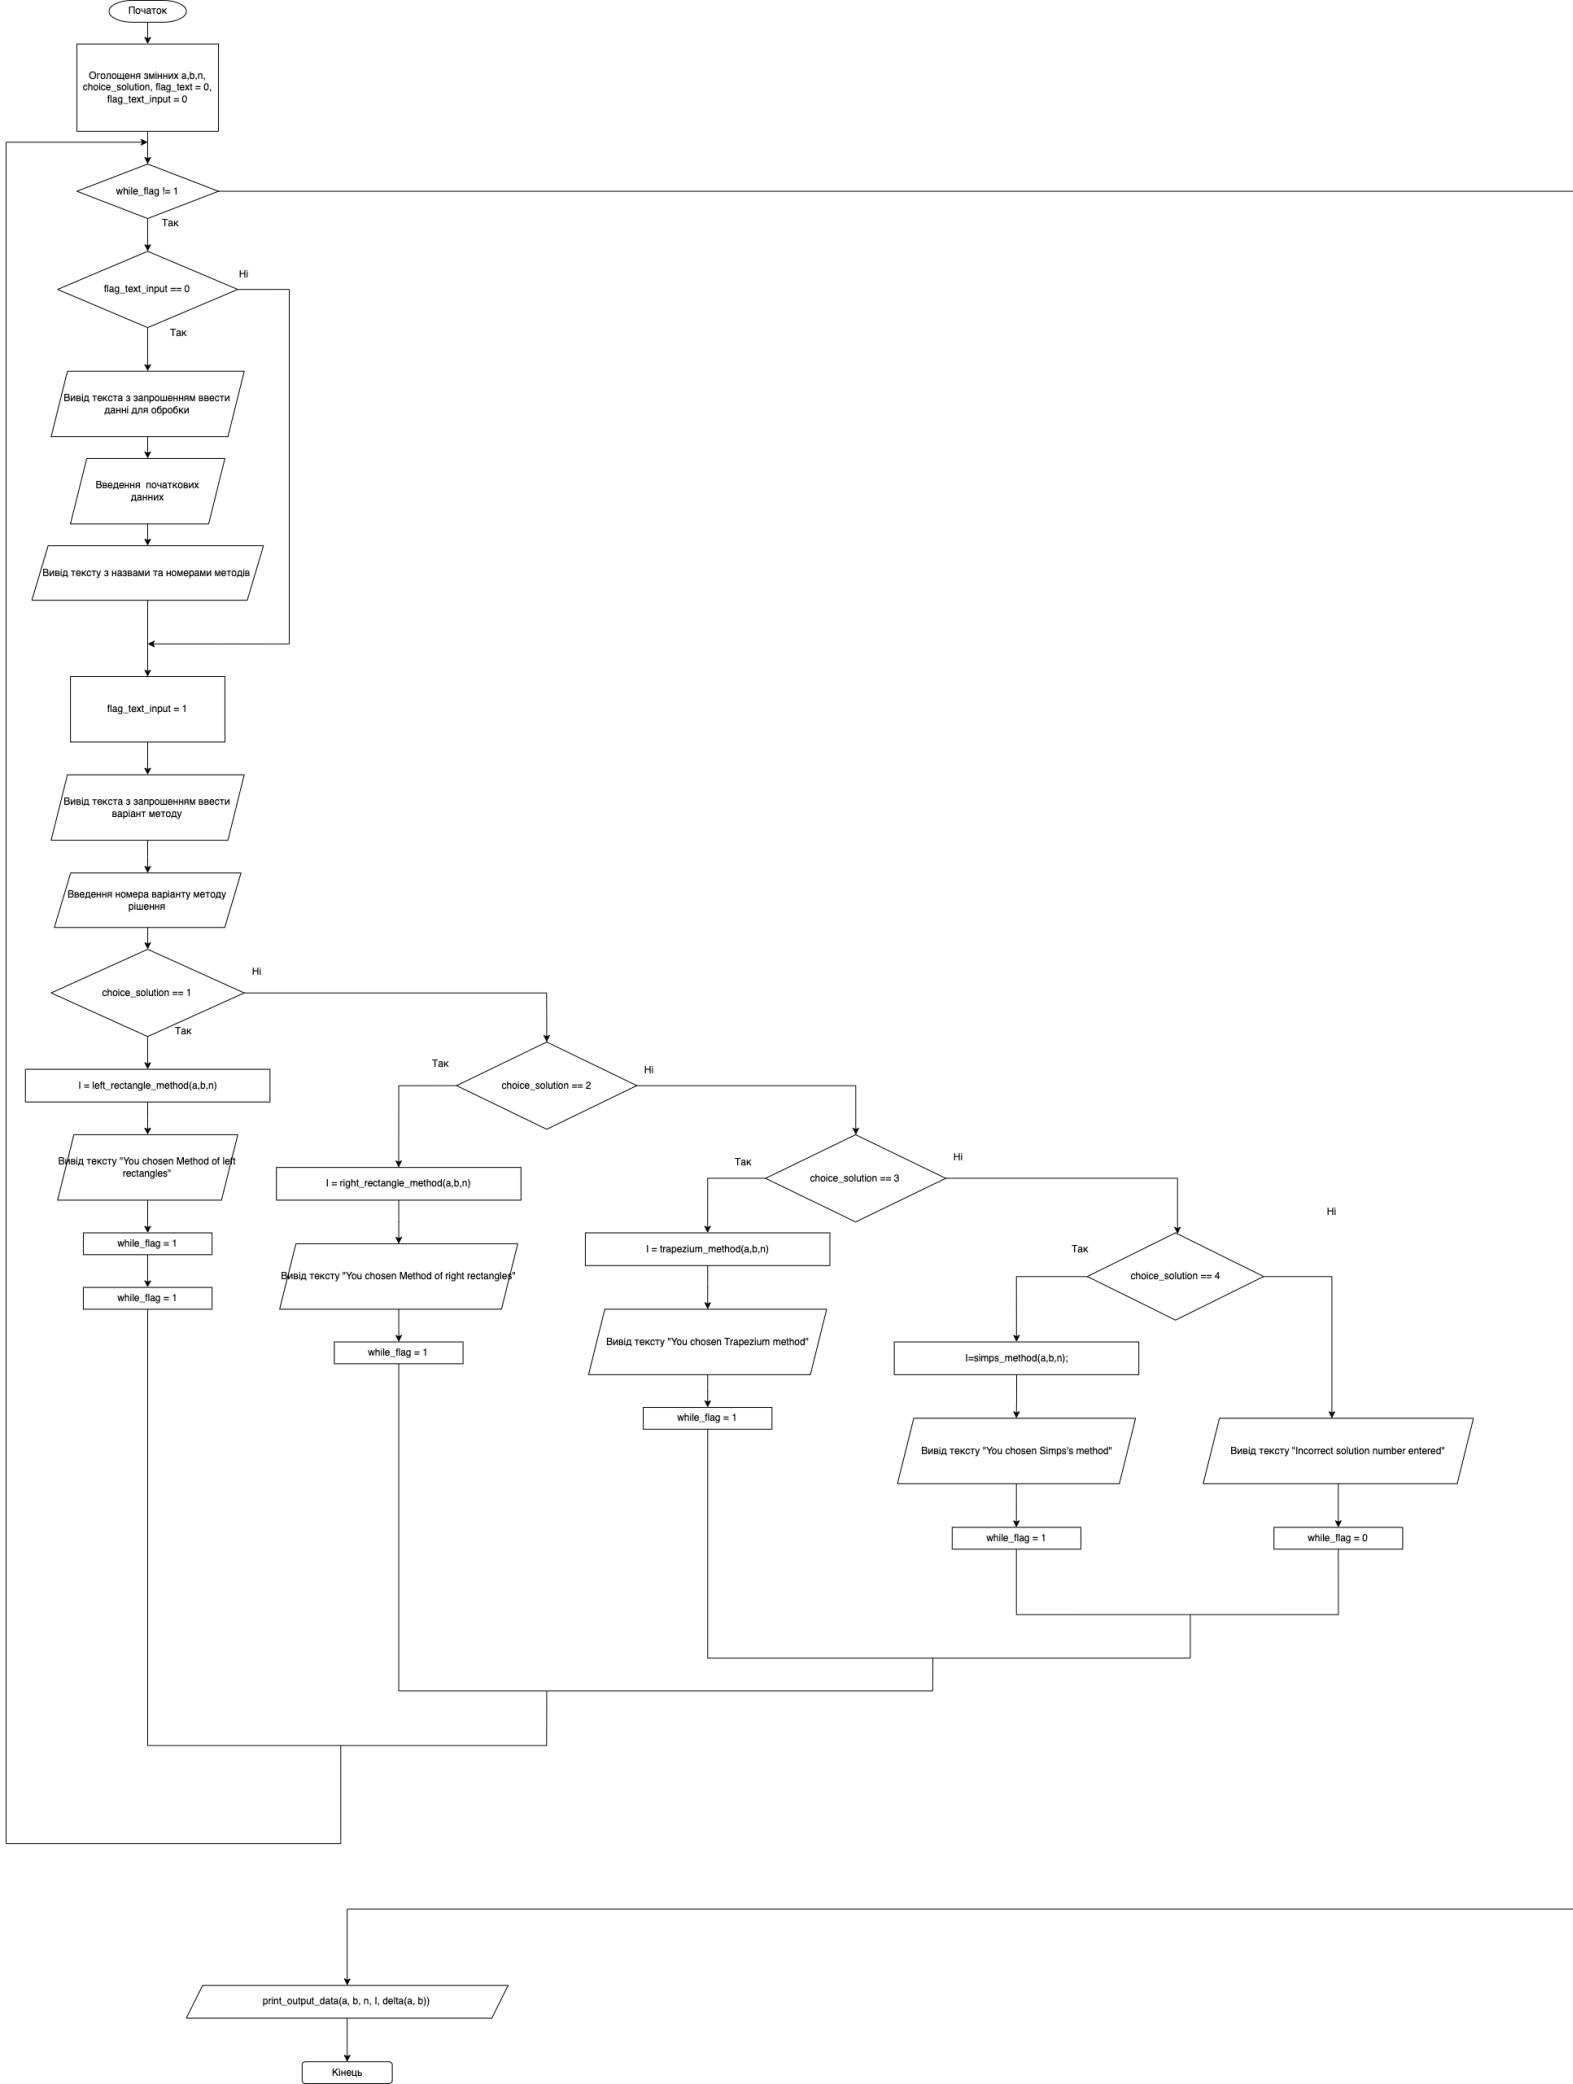 Початок
Оголощеня змінних a,b,n,
choice_solution, flag_text = 0,
flag_text_input = 0
while_flag != 1
Так
flag_text_input == 0
Ні
Так
Вивід текста з запрошенням ввести
данні для обробки
Введення початкових
данних
Вивід тексту з назвами та номерами методів
flag_text_input = 1
Вивід текста з запрошенням ввести
варіант методу
Введення номера варіанту методу
рішення
choice_solution == 1
Ні
Так
I = left_rectangle_method(a,b,n)
Вивід тексту "You chosen Method of left
rectangles"
while_flag = 1
while_flag = 1
choice_solution == 2
Так
Ні
I = right_rectangle_method(a,b,n)
Вивід тексту "You chosen Method of right rectangles"
while_flag = 1
choice_solution == 3
Так
Ні
I = trapezium_method(a,b,n)
Вивід тексту "You chosen Trapezium method"
while_flag = 1
choice_solution == 4
Так
Ні
I=simps_method(a,b,n);
Вивід тексту "You chosen Simps's method"
while_flag = 1
Вивід тексту "Incorrect solution number entered"
while_flag = 0
print_output_data(a, b, n, I, delta(a, b))
Кінець